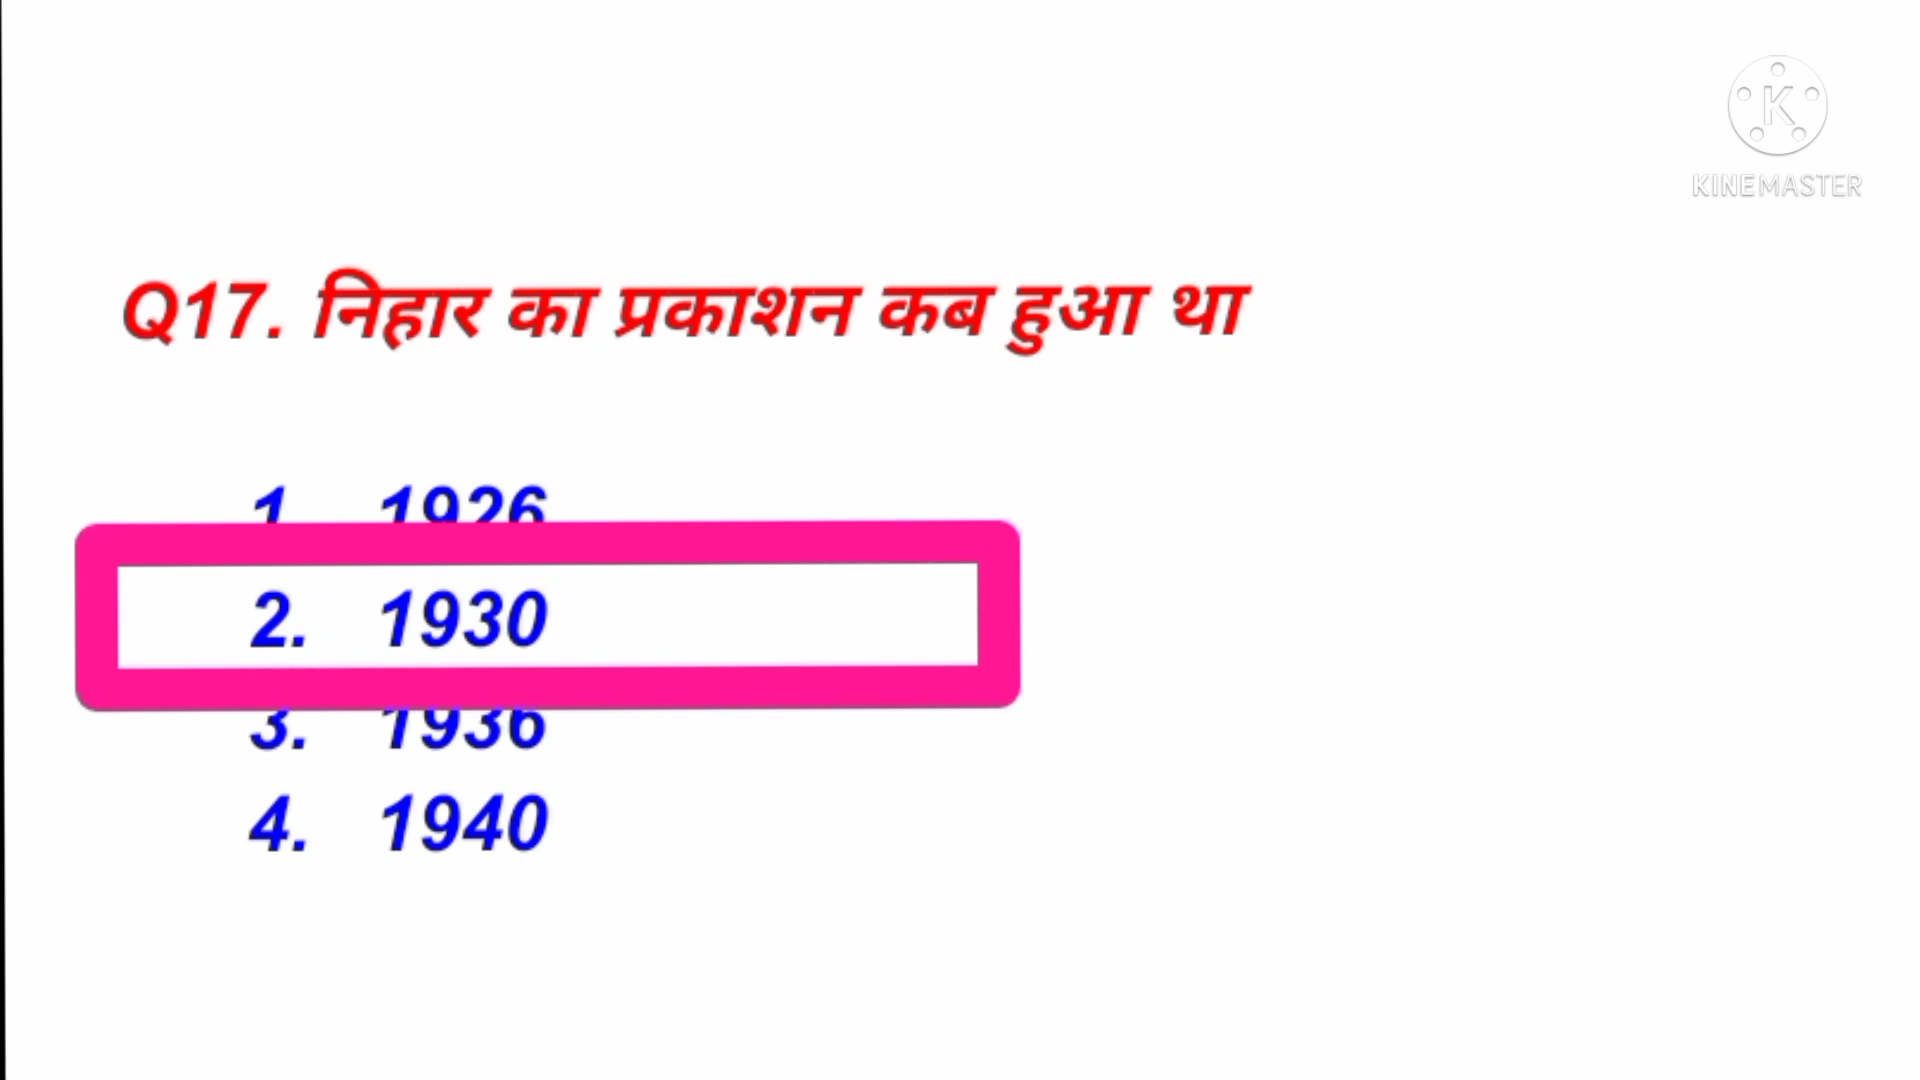 KINEMASTER
Q17. निहार का प्रकाशन कब हुआ था
1 1926
2. 1930
3. 1936
4. 1940